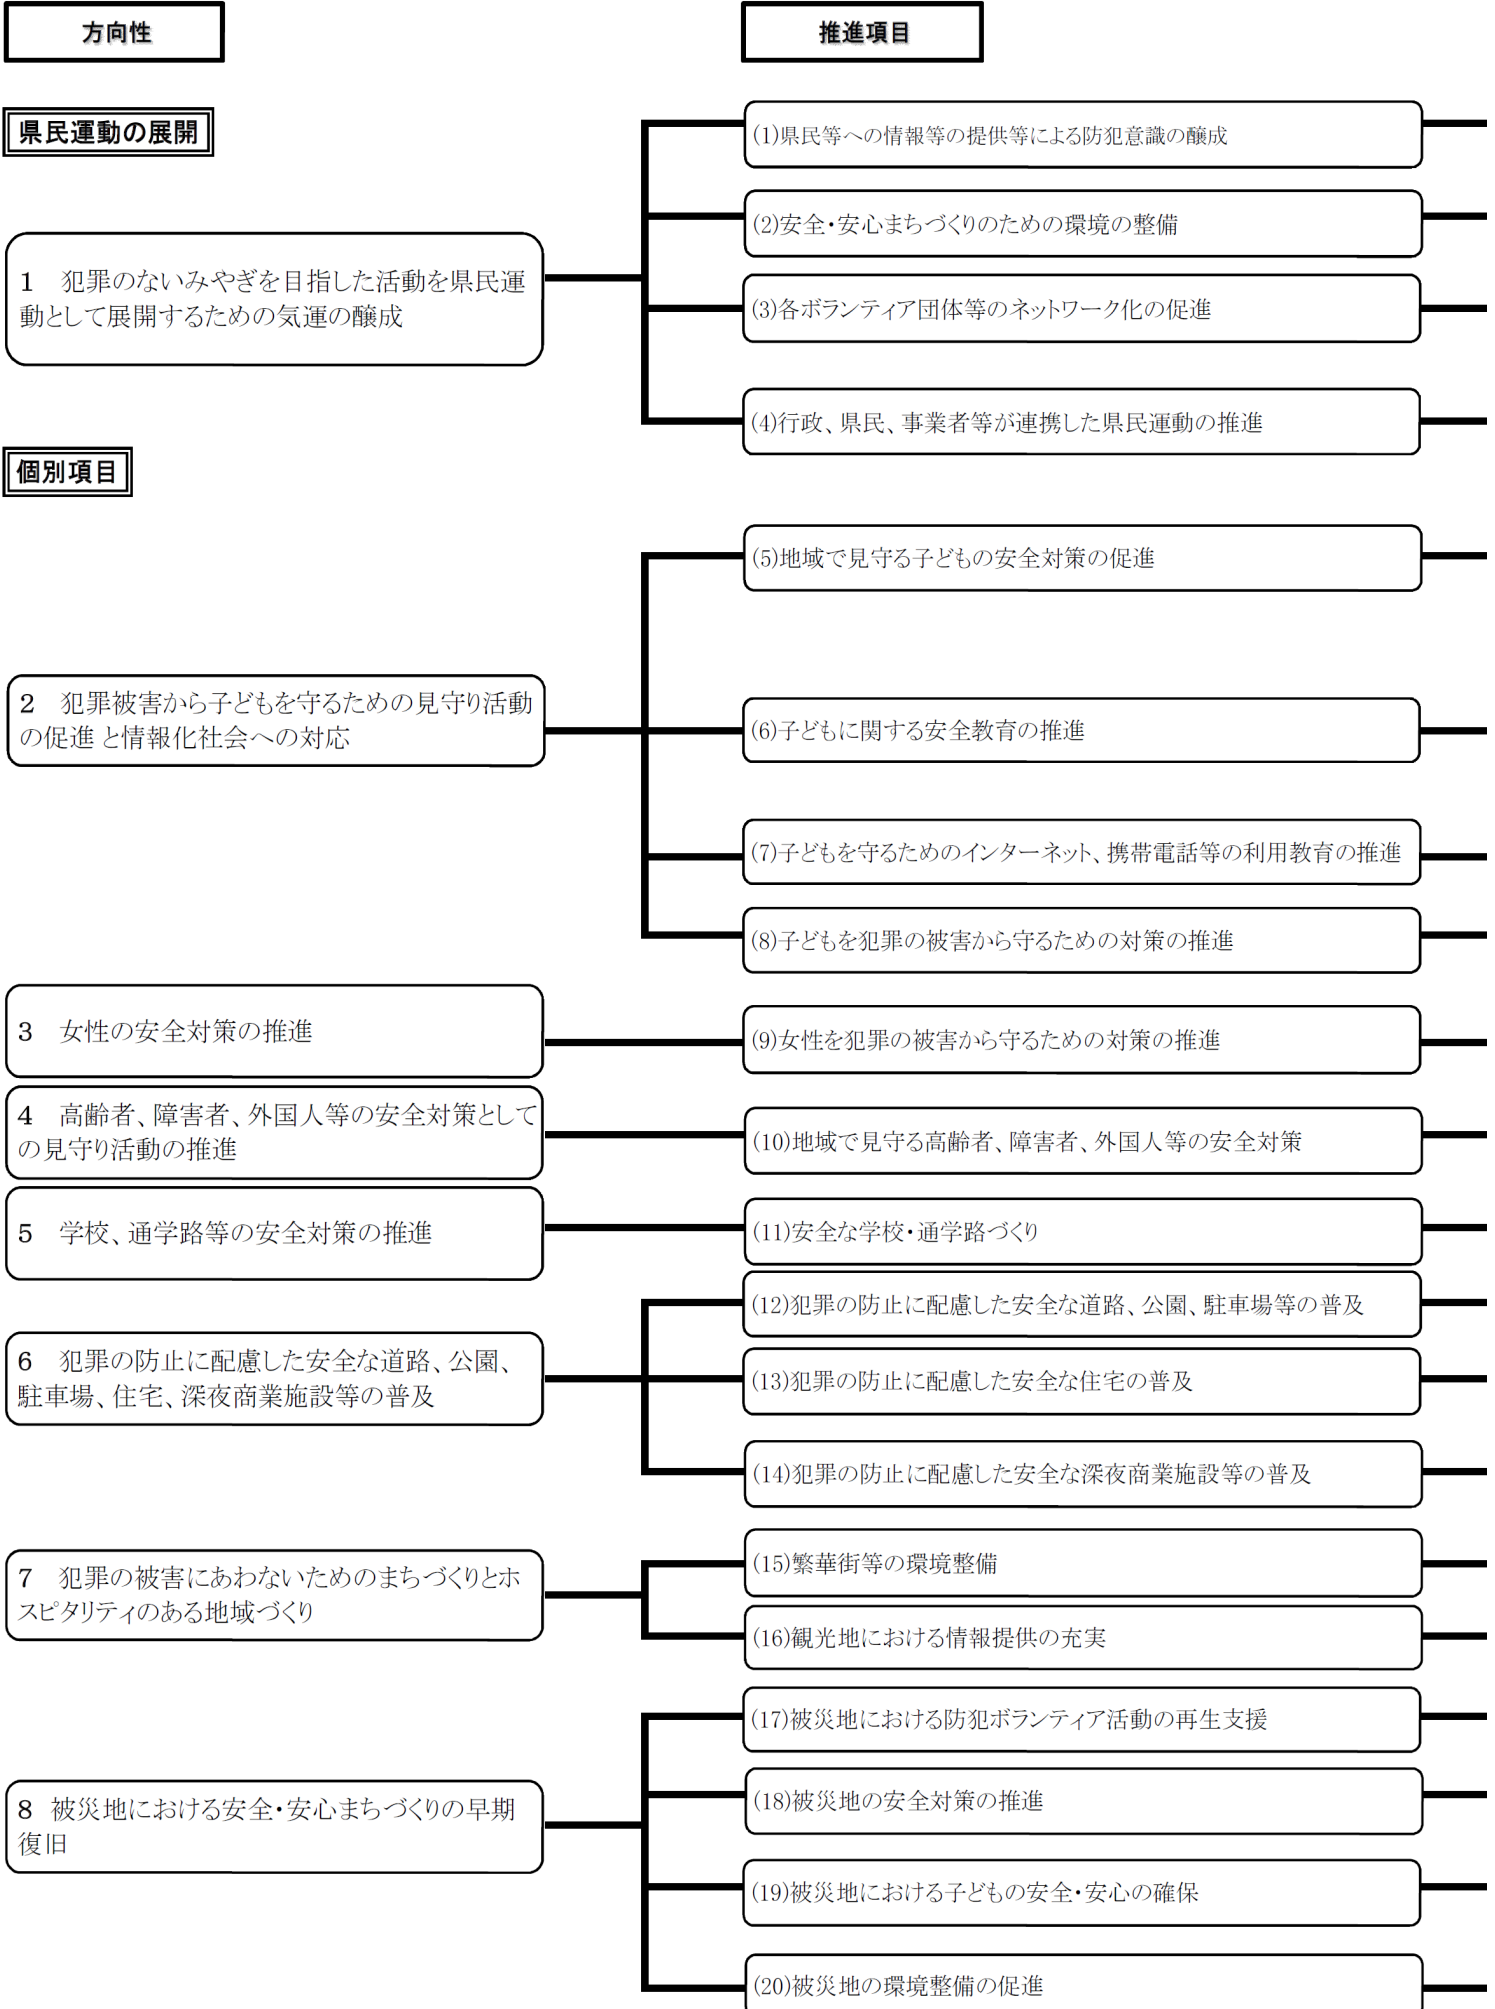 方向性
推進項目
県民運動の展開
(1)県民等への情報等の提供等による防犯意識の醸成
(2)安全・安心まちづくりのための環境の整備
1　犯罪のないみやぎを目指した活動を県民運
動として展開するための気運の醸成
(3)各ボランティア団体等のネットワーク化の促進
(4)行政、県民、事業者等が連携した県民運動の推進
個別項目
(5)地域で見守る子どもの安全対策の促進
2　犯罪被害から子どもを守るための見守り活動
の促進 と情報化社会への対応
(6)子どもに関する安全教育の推進
(7)子どもを守るためのインターネット、携帯電話等の利用教育の推進
(8)子どもを犯罪の被害から守るための対策の推進
3　女性の安全対策の推進
(9)女性を犯罪の被害から守るための対策の推進
4　高齢者、障害者、外国人等の安全対策として
の見守り活動の推進
(10)地域で見守る高齢者、障害者、外国人等の安全対策
5　学校、通学路等の安全対策の推進
(11)安全な学校・通学路づくり
(12)犯罪の防止に配慮した安全な道路、公園、駐車場等の普及
6　犯罪の防止に配慮した安全な道路、公園、
駐車場、住宅、深夜商業施設等の普及
(13)犯罪の防止に配慮した安全な住宅の普及
(14)犯罪の防止に配慮した安全な深夜商業施設等の普及
7　犯罪の被害にあわないためのまちづくりとホ
スピタリティのある地域づくり
(15)繁華街等の環境整備
(16)観光地における情報提供の充実
(17)被災地における防犯ボランティア活動の再生支援
8 被災地における安全・安心まちづくりの早期
復旧
(18)被災地の安全対策の推進
(19)被災地における子どもの安全・安心の確保
(20)被災地の環境整備の促進